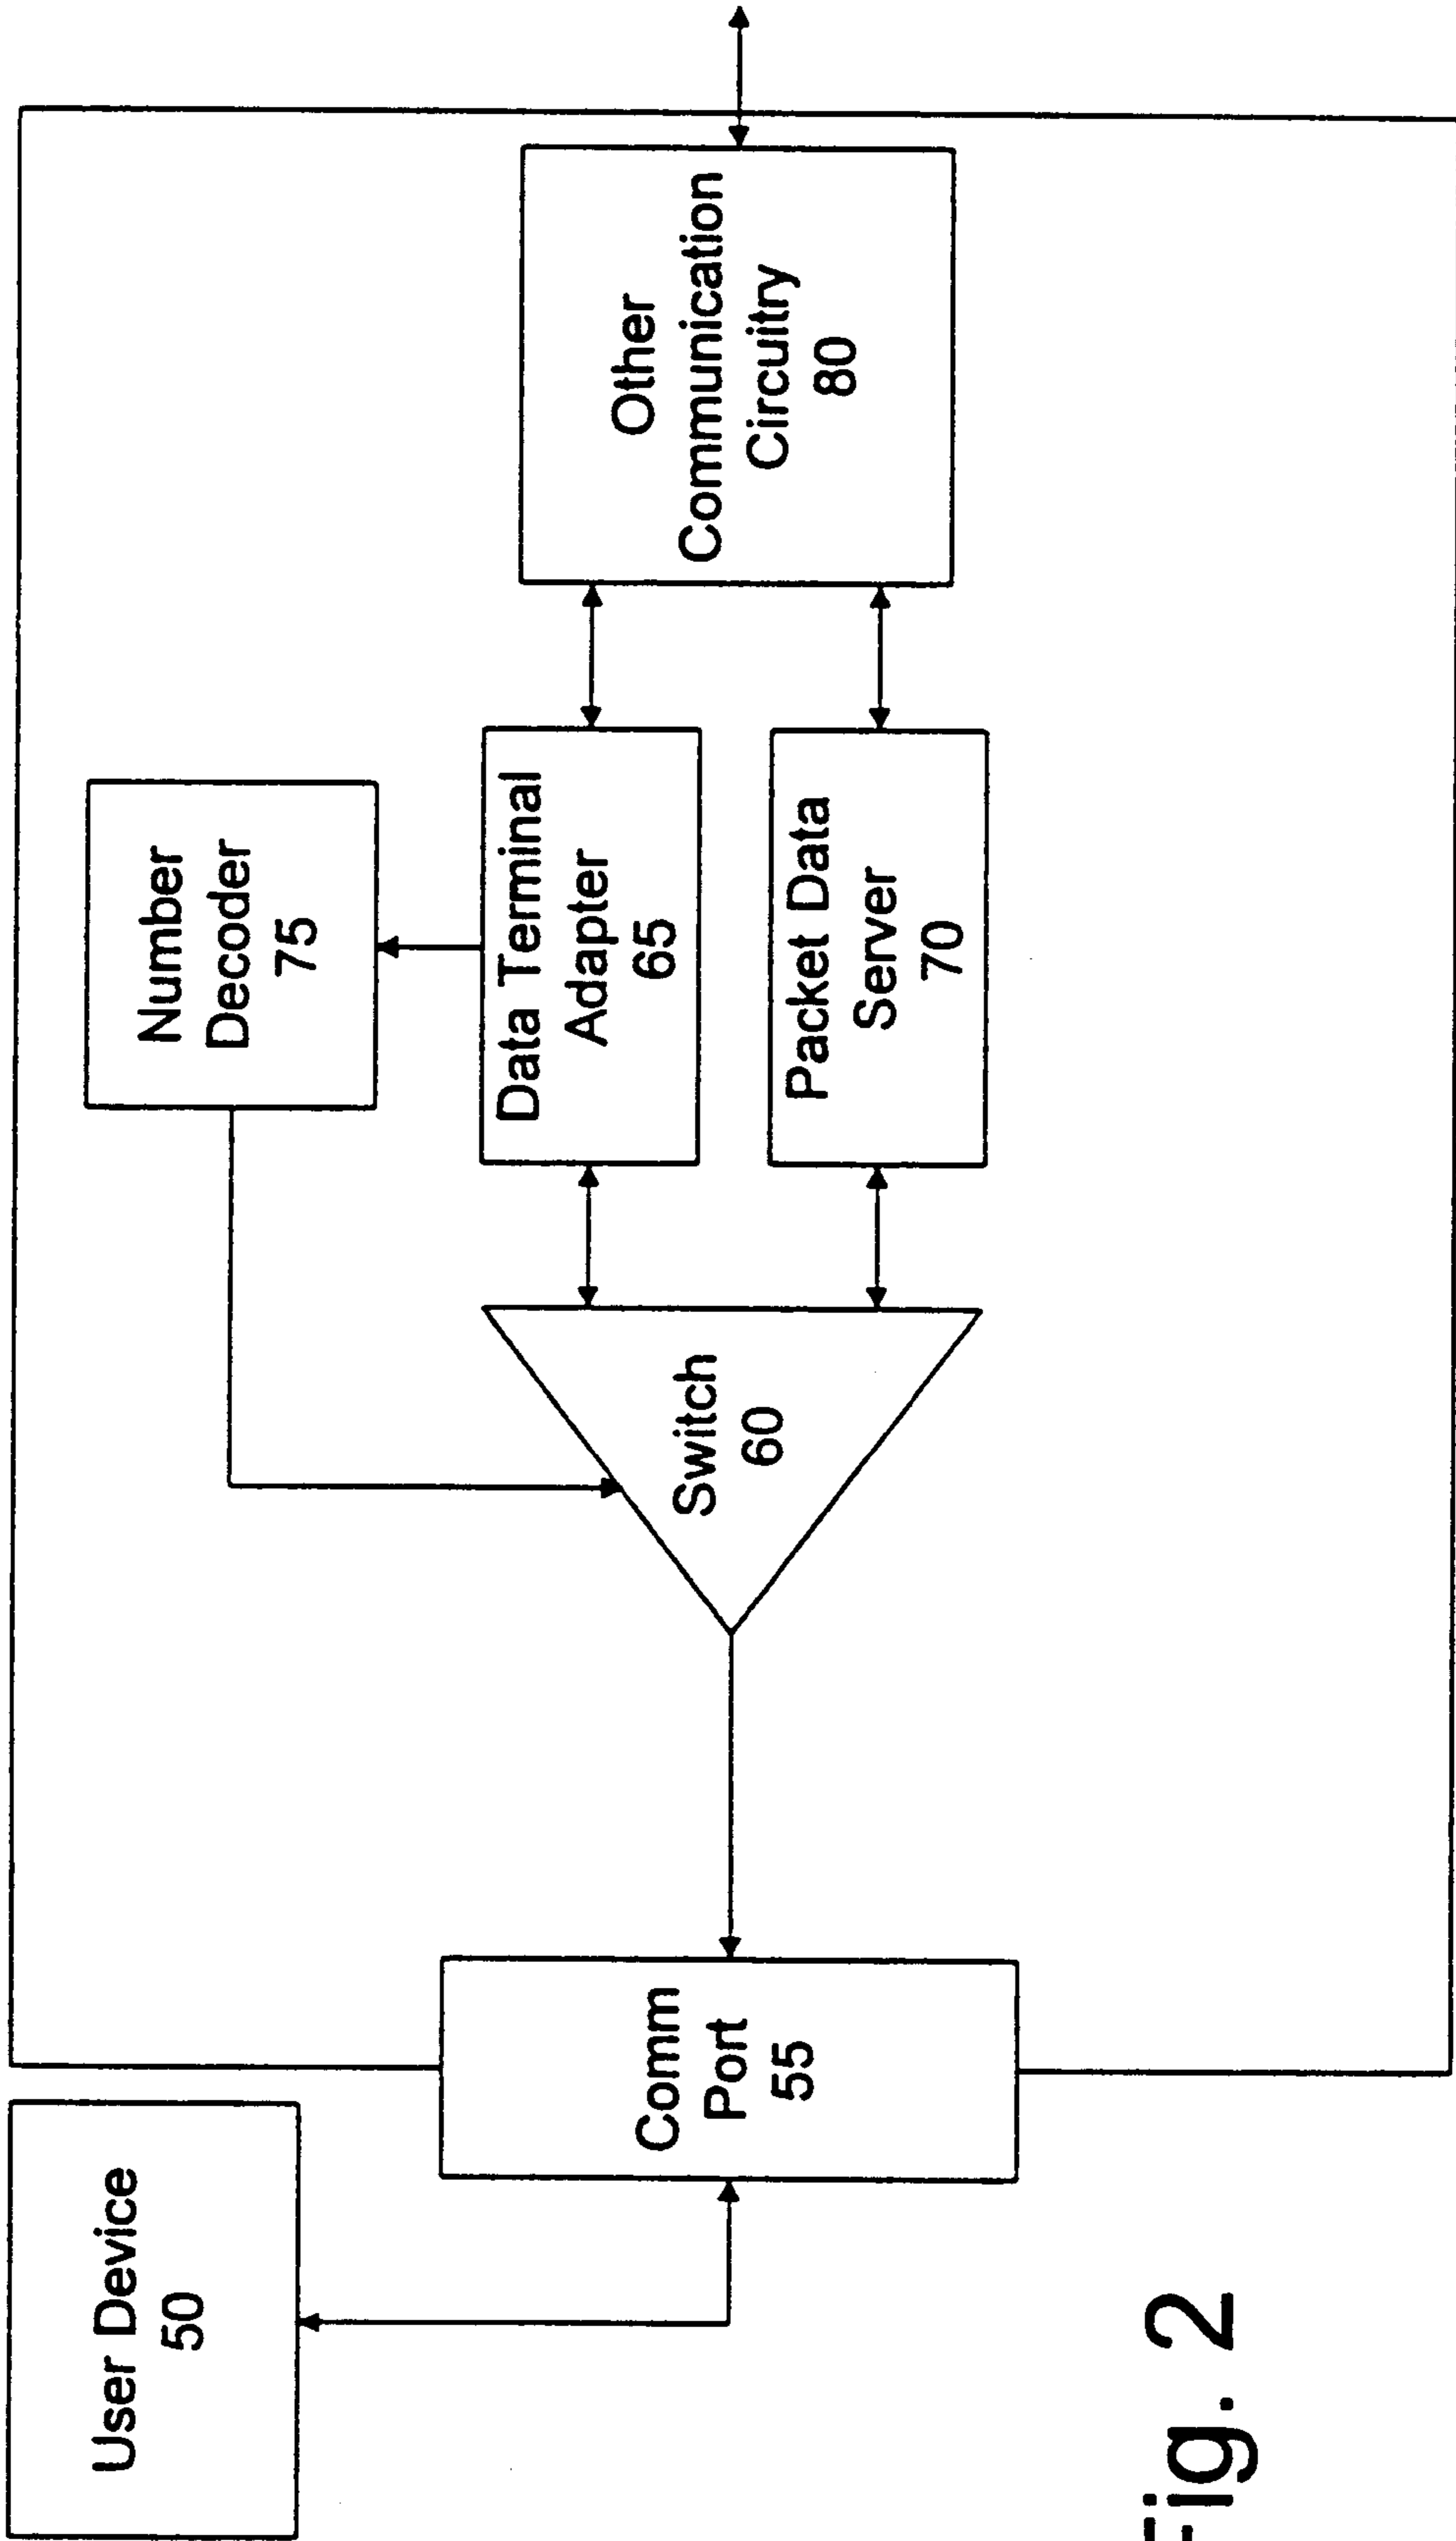 User Device
50
Comm
Port
55
Switch
60
Number
Decoder
75
Data Terminal
Adapter
65
Packet Data
Server
70
Other
Communication
Circuitry
80
Fig. 2